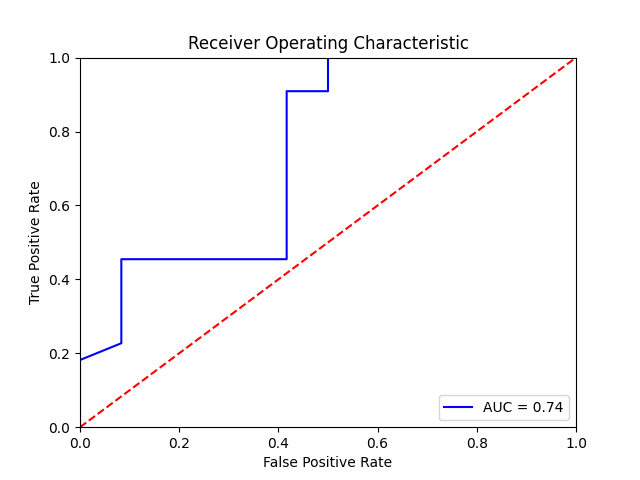 Receiver Operating Characteristic
1.0
0.8
0.6
0.4
0.2
0.0
True Positive Rate
AUC = 0.74
0.0 0.2 0.4 0.6 0.8 1.0
False Positive Rate